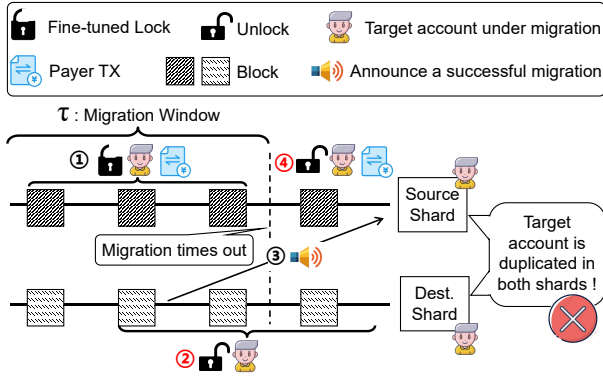 Fine-tuned Lock
Unlock
Target account under migration
¥
Payer TX
Block
Announce a successful migration
τ : Migration Window
①
¥
④
¥
Source
Shard
Migration times out
③
Target
account is
duplicated in
both shards !
Dest.
Shard
②